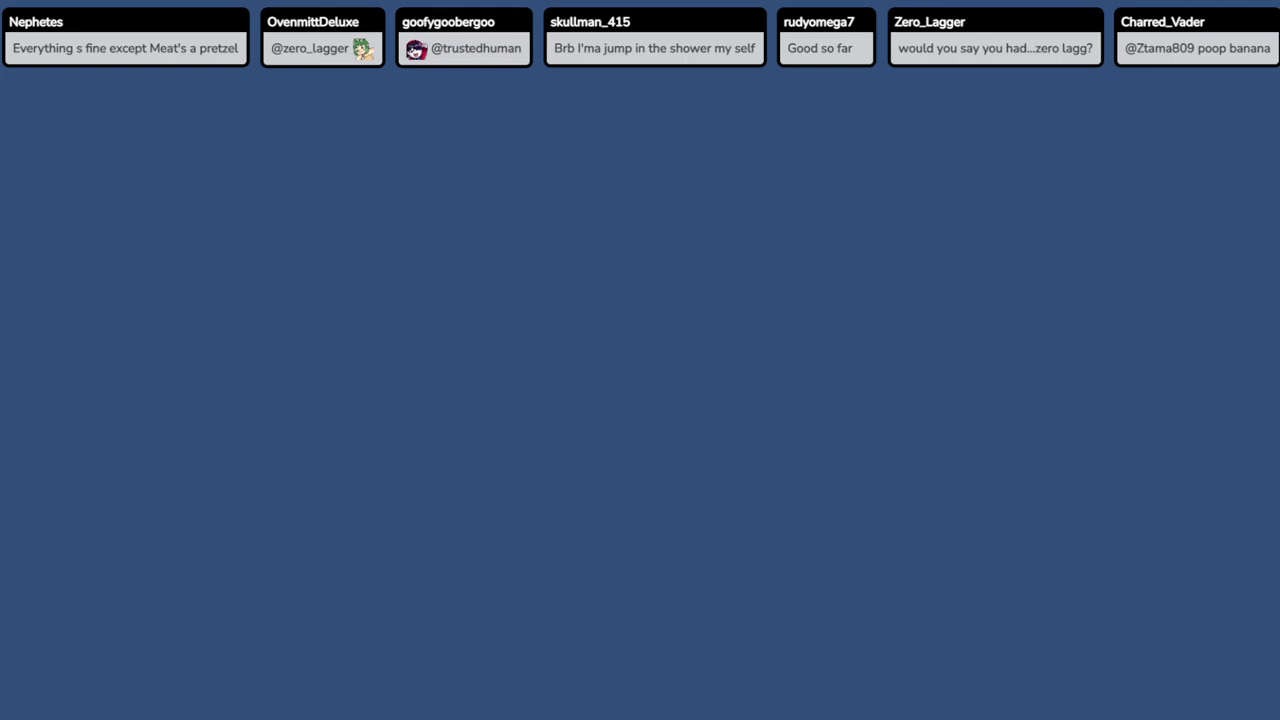 Nephetes
Everything s fine except Meat's a pretzel
OvenmittDeluxe
@zero_lagger
goofygoobergoo
@trustedhuman
skullman_415
Brb I'ma jump in the shower my self
rudyomega7
Good so far
Zero_Lagger
would you say you had...zero lagg?
Charred_Vader
@Ztama809 poop banana